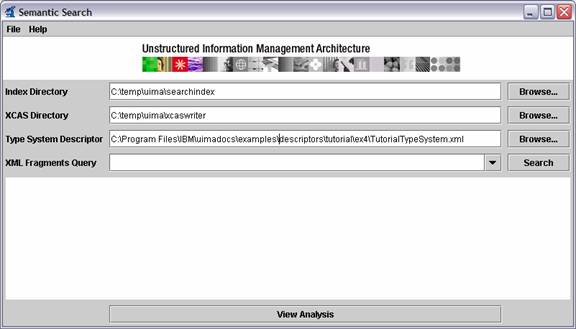 Semantic Search
File Help
Unstructured Information Management Architecture
Index Directory C:\temp\uima\searchindex Browse...
XCAS Directory C:\temp\uima\xcaswriter Browse...
Type System Descriptor C:\Program Files\IBM\uimadocs\examples\descriptors\tutorial\ex4\TutorialTypeSystem.xml Browse...
XML Fragments Query Search
View Analysis